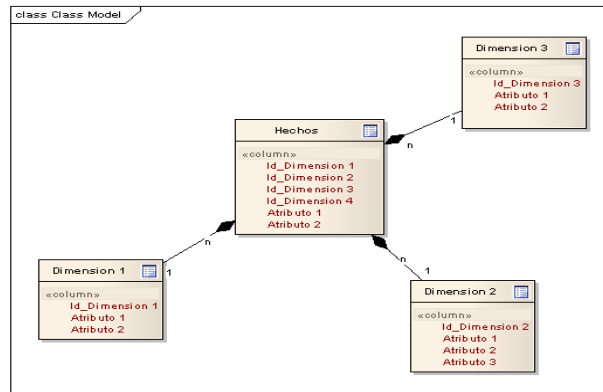 class Class Model
Dimension 3
«column»
Id_Dimension 3
Atributo 1
Atributo 2
1
n
Hechos
«column»
Id_Dimension 1
Id_Dimension 2
Id_Dimension 3
Id_Dimension 4
Atributo 1
Atributo 2
n
1
n
1
Dimension 1
«column»
Id_Dimension 1
Atributo 1
Atributo 2
Dimension 2
«column»
Id_Dimension 2
Atributo 1
Atributo 2
Atributo 3